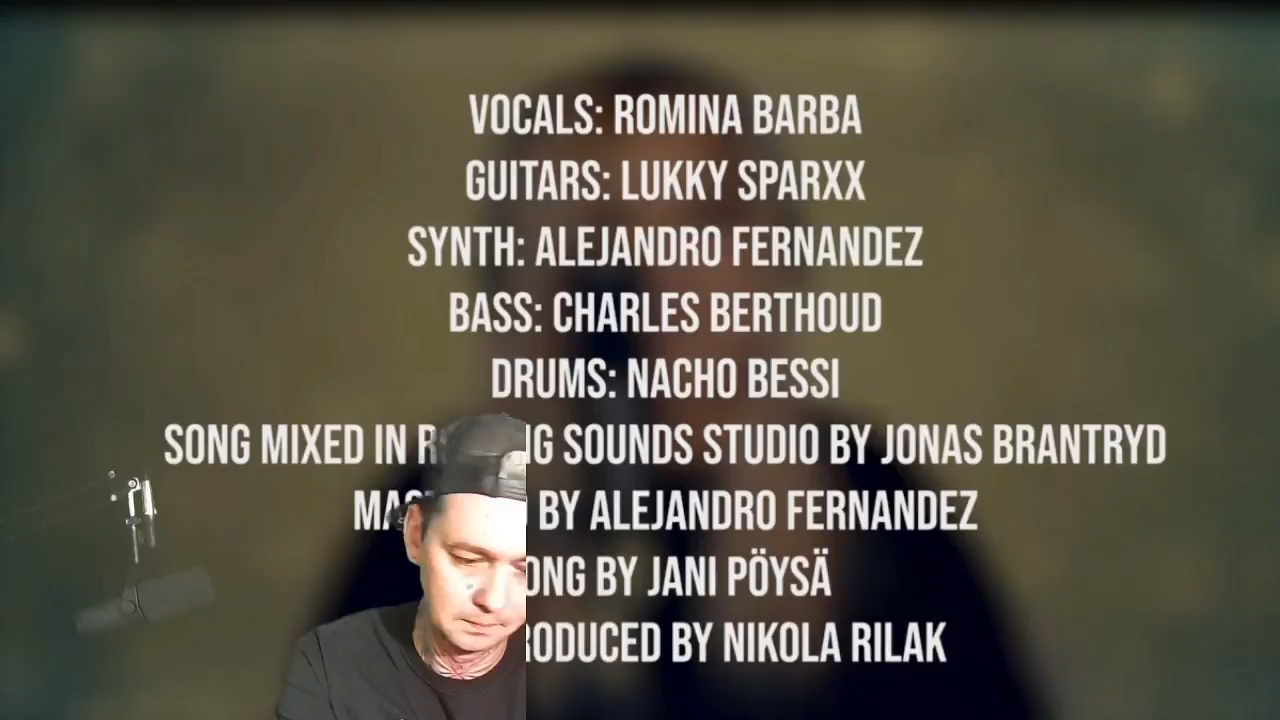 VOCALS: ROMINA BARBA
GUITARS: LUKKY SPARXX
SYNTH: ALEJANDRO FERNANDEZ
BASS: CHARLES BERTHOUD
DRUMS: NACHO BESSI
SONG MIXED IN SOUNDS STUDIO BY JONAS BRANTRYD
BY ALEJANDRO FERNANDEZ
BY JANI PÖYSÄ
BY NIKOLA RILAK